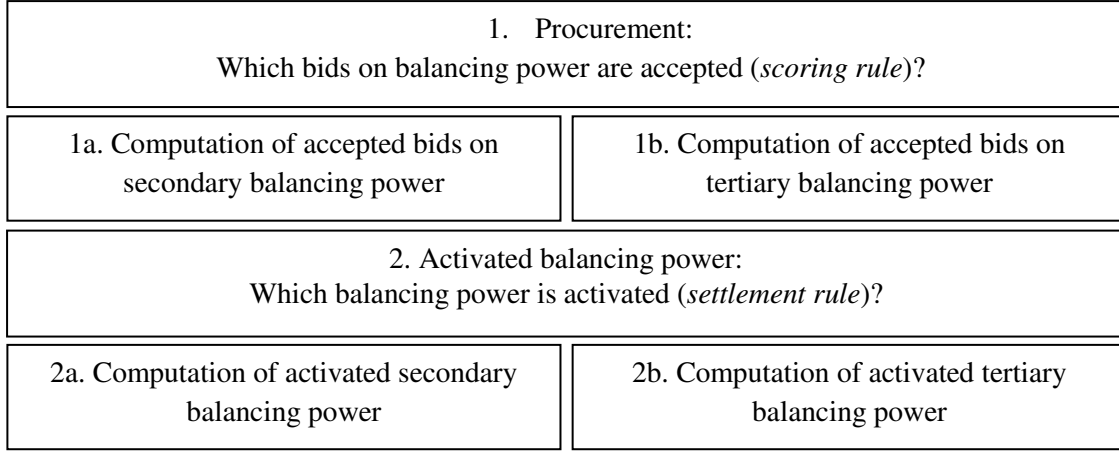 1. Procurement:
Which bids on balancing power are accepted (scoring rule)?
1a. Computation of accepted bids on
secondary balancing power
1b. Computation of accepted bids on
tertiary balancing power
2. Activated balancing power:
Which balancing power is activated (settlement rule)?
2a. Computation of activated secondary
balancing power
2b. Computation of activated tertiary
balancing power